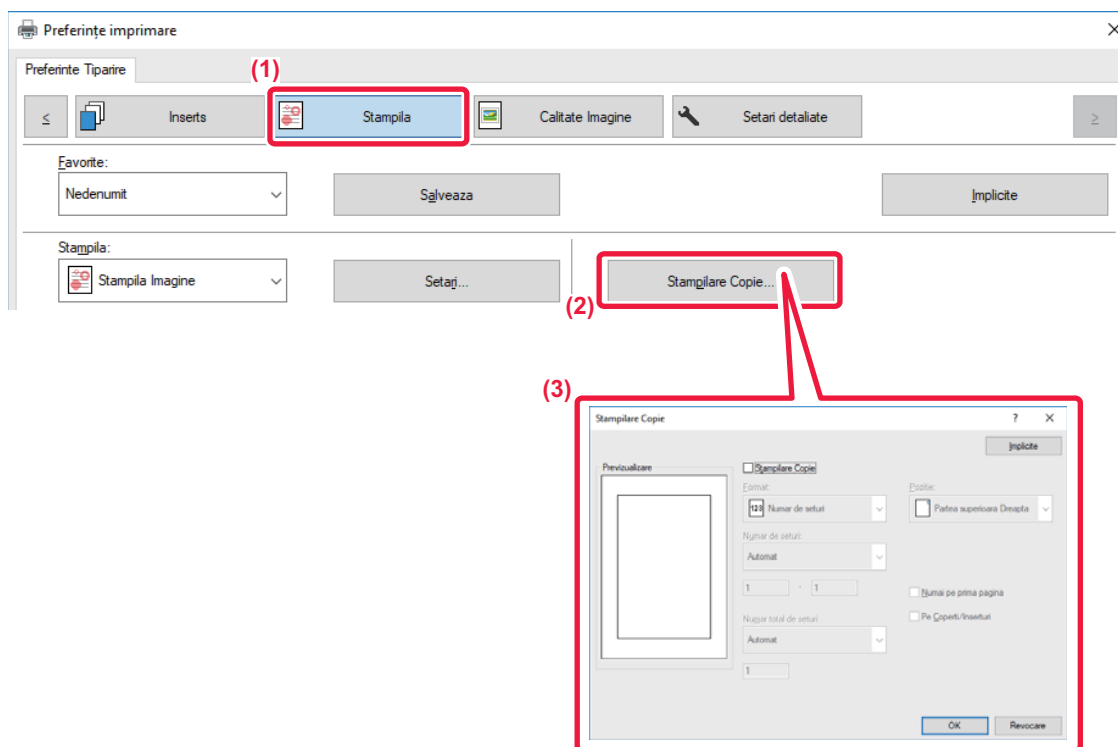 Preferințe imprimare
Preferinte Tiparire
(1)
< Inserts Stampila Calitate Imagine Setari detaliate >
Favorite:
Nedenumit Salveaza Implicite
Stampila:
Stampila Imagine Setari... Stampilare Copie...
(2)
(3)
Stampilare Copie ?
Implicite
Previzualizare Stampilare Copie
Format: Pozitie:
123 Numar de seturi Partea superioara Dreapta
Numar de seturi:
Automat
1 - 1 Numai pe prima pagina
Numar total de seturi Pe Coperti/Inserturi
Automat
1
OK Revocare